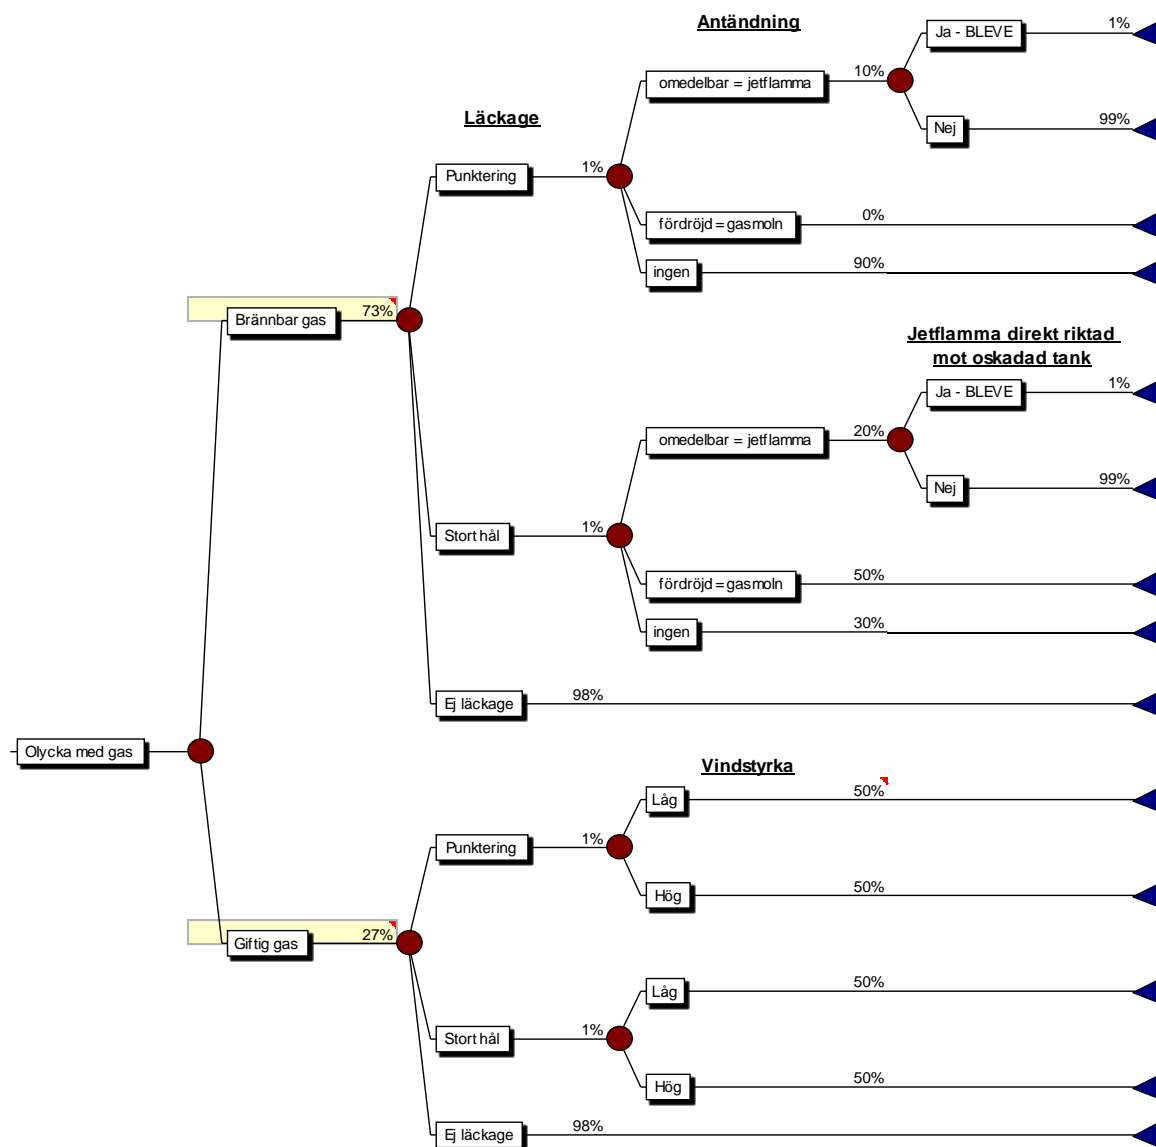 Antändning
Ja - BLEVE 1%
omedelbar = jetflamma 10%
Läckage
Nej 99%
Punktering 1%
fördröjd = gasmoln 0%
ingen 90%
Brännbar gas 73%
Jetflamma direkt riktad
mot oskadad tank
Ja - BLEVE 1%
omedelbar = jetflamma 20%
Nej 99%
Stort hål 1%
fördröjd = gasmoln 50%
ingen 30%
Ej läckage 98%
Olycka med gas
Vindstyrka
Låg 50%
Punktering 1%
Hög 50%
Giftig gas 27%
Låg 50%
Stort hål 1%
Hög 50%
Ej läckage 98%